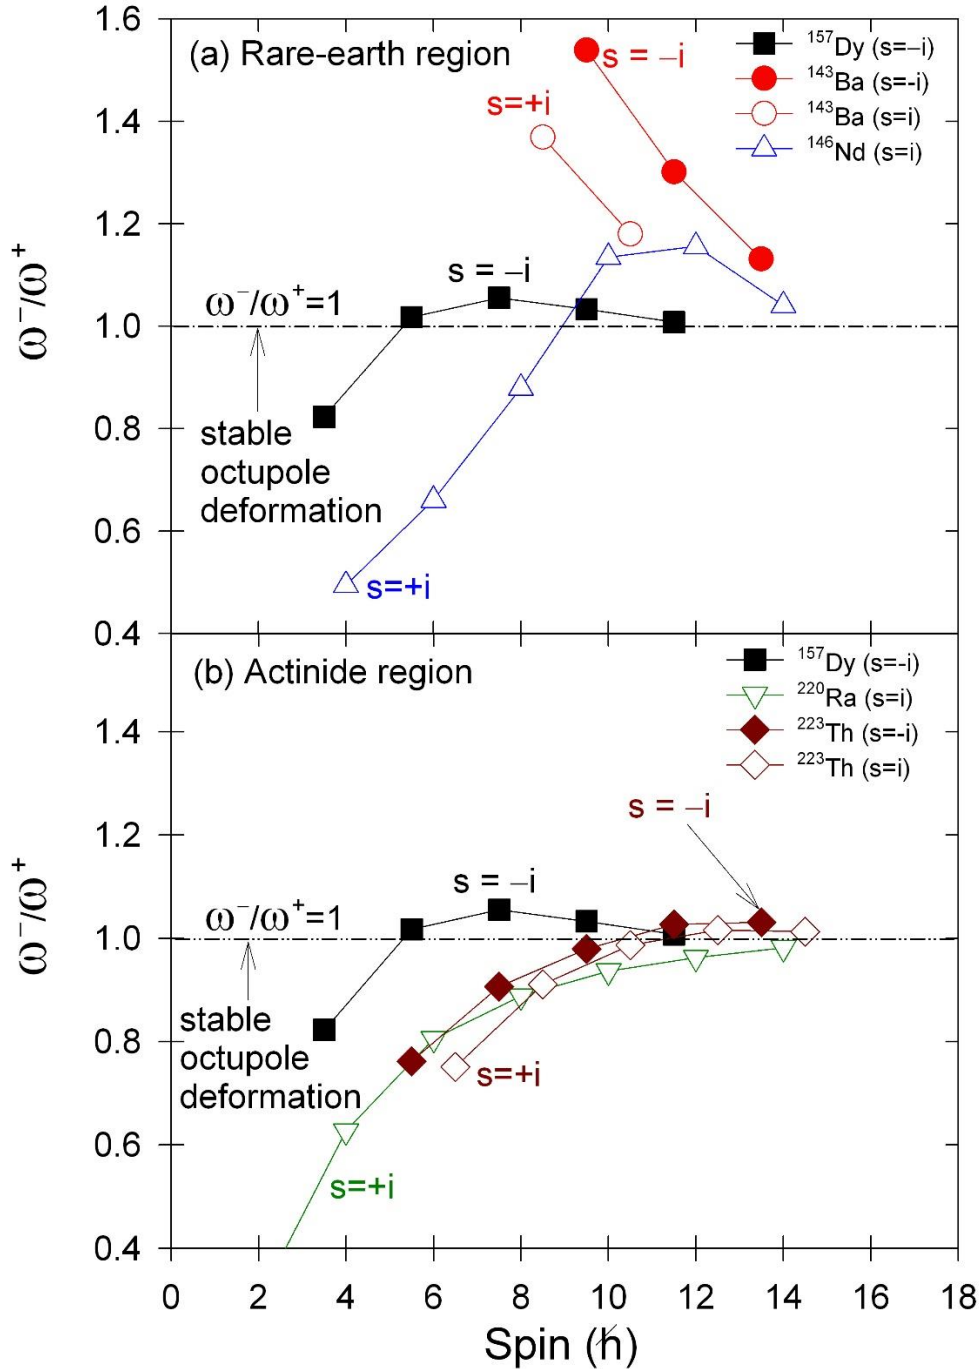 1.6
(a) Rare-earth region
s = –i
¹⁵⁷Dy (s=–i)
¹⁴³Ba (s=-i)
¹⁴³Ba (s=i)
¹⁴⁶Nd (s=i)
s=+i
1.4
1.2
s = –i
ω⁻/ω⁺=1
1.0
ω⁻/ω⁺
stable
octupole
deformation
0.8
0.6
s=+i
0.4
(b) Actinide region
¹⁵⁷Dy (s=-i)
²²⁰Ra (s=i)
²²³Th (s=-i)
²²³Th (s=i)
1.4
s = –i
1.2
s = –i
ω⁻/ω⁺=1
1.0
ω⁻/ω⁺
stable
octupole
deformation
0.8
s=+i
0.6
s=+i
0.4
0 2 4 6 8 10 12 14 16 18
Spin (ħ)